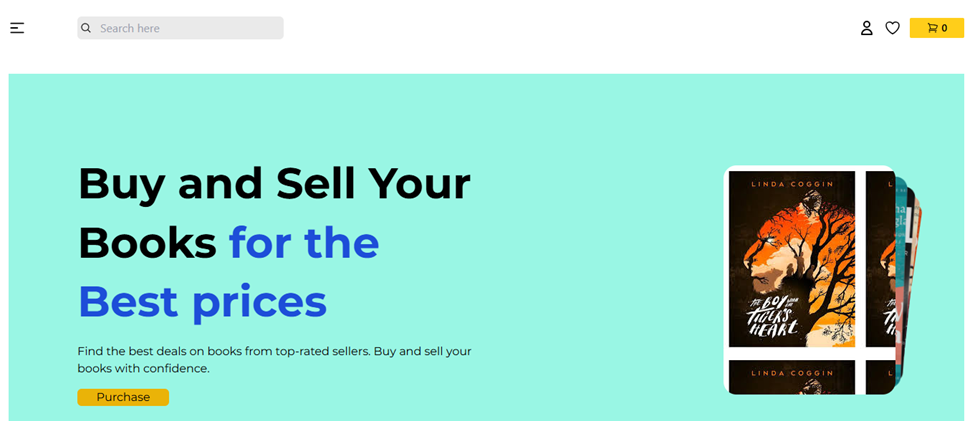 Search here
0
Buy and Sell Your
Books for the
Best prices
Find the best deals on books from top-rated sellers. Buy and sell your
books with confidence.
Purchase
LINDA COGGIN
THE BOY WITH THE
TIGER'S
HEART
LINDA COGGIN